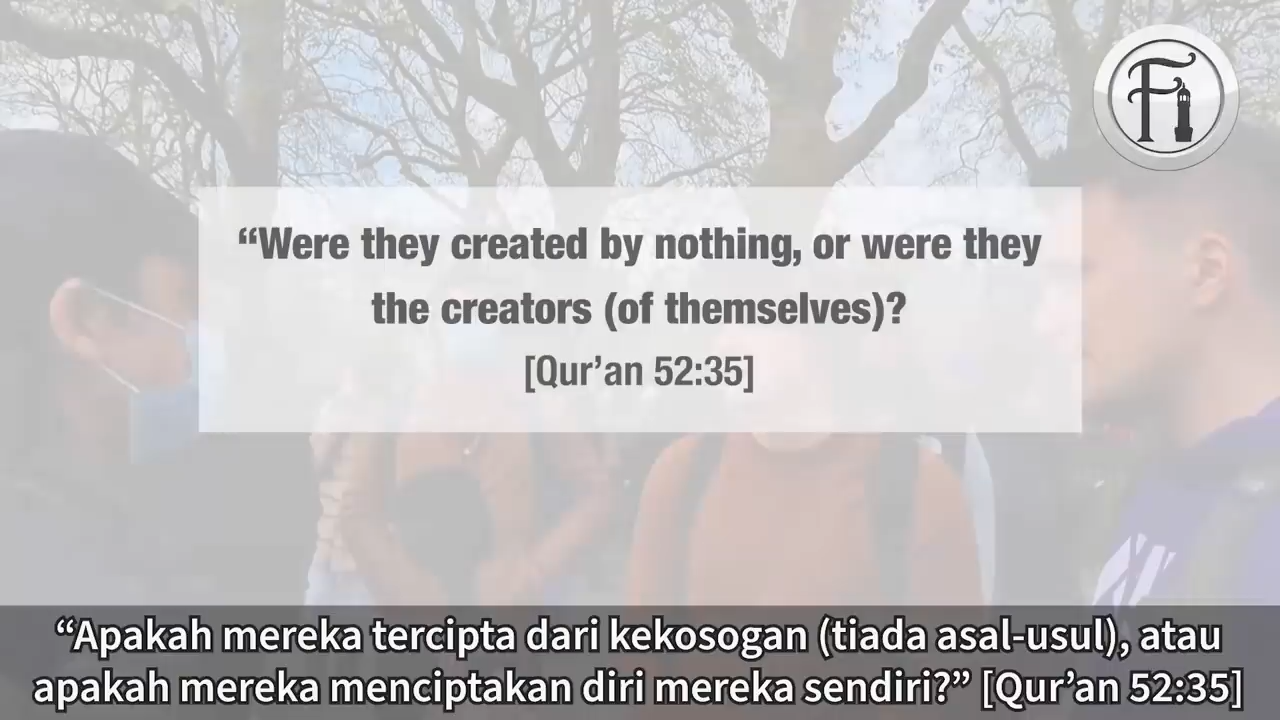 Fi
“Were they created by nothing, or were they
the creators (of themselves)?
[Qur’an 52:35]
“Apakah mereka tercipta dari kekosogan (tiada asal-usul), atau
apakah mereka menciptakan diri mereka sendiri?” [Qur’an 52:35]